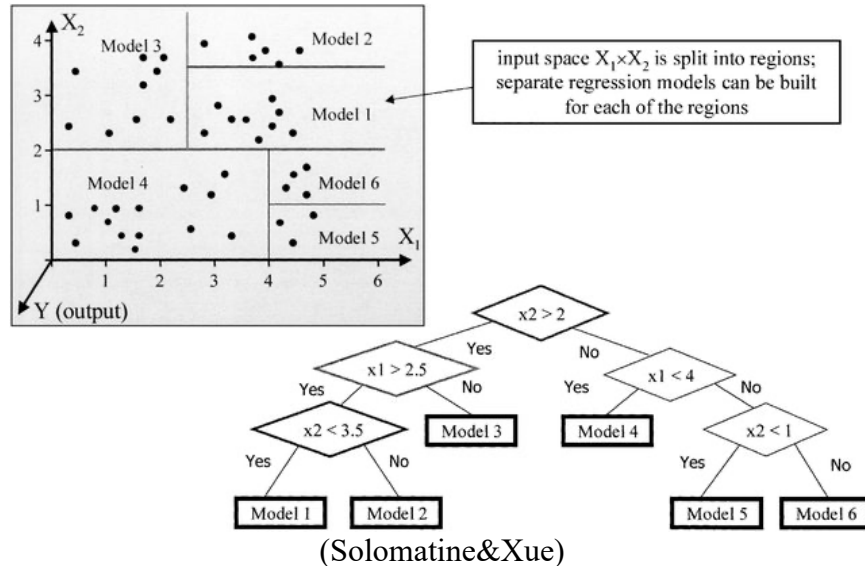 X2
4
Model 3
Model 2
3
Model 1
2
Model 4
Model 6
1
Model 5
X1
1 2 3 4 5 6
Y (output)
input space X1×X2 is split into regions;
separate regression models can be built
for each of the regions
x2 > 2
Yes
No
x1 > 2.5
x1 < 4
Yes
No
Yes
No
x2 < 3.5
Model 3
Model 4
x2 < 1
Yes
No
Yes
No
Model 1
Model 2
Model 5
Model 6
(Solomatine&Xue)